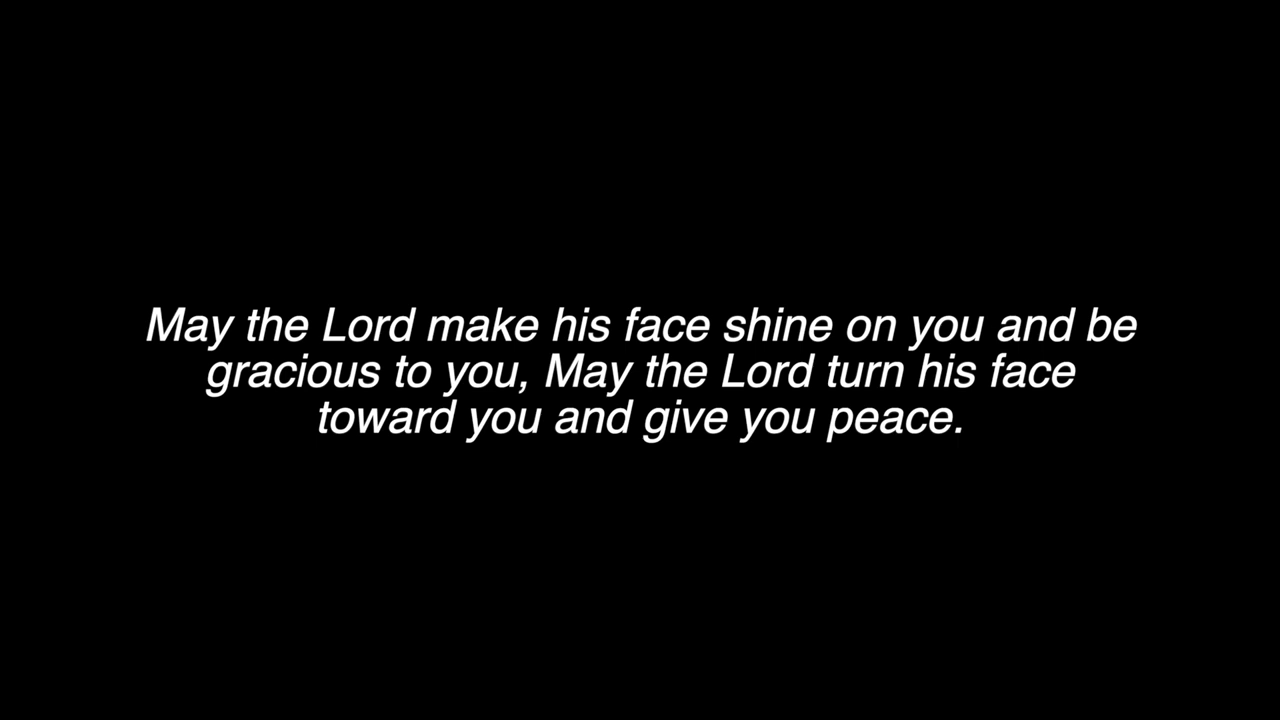 May the Lord make his face shine on you and be
gracious to you, May the Lord turn his face
toward you and give you peace.